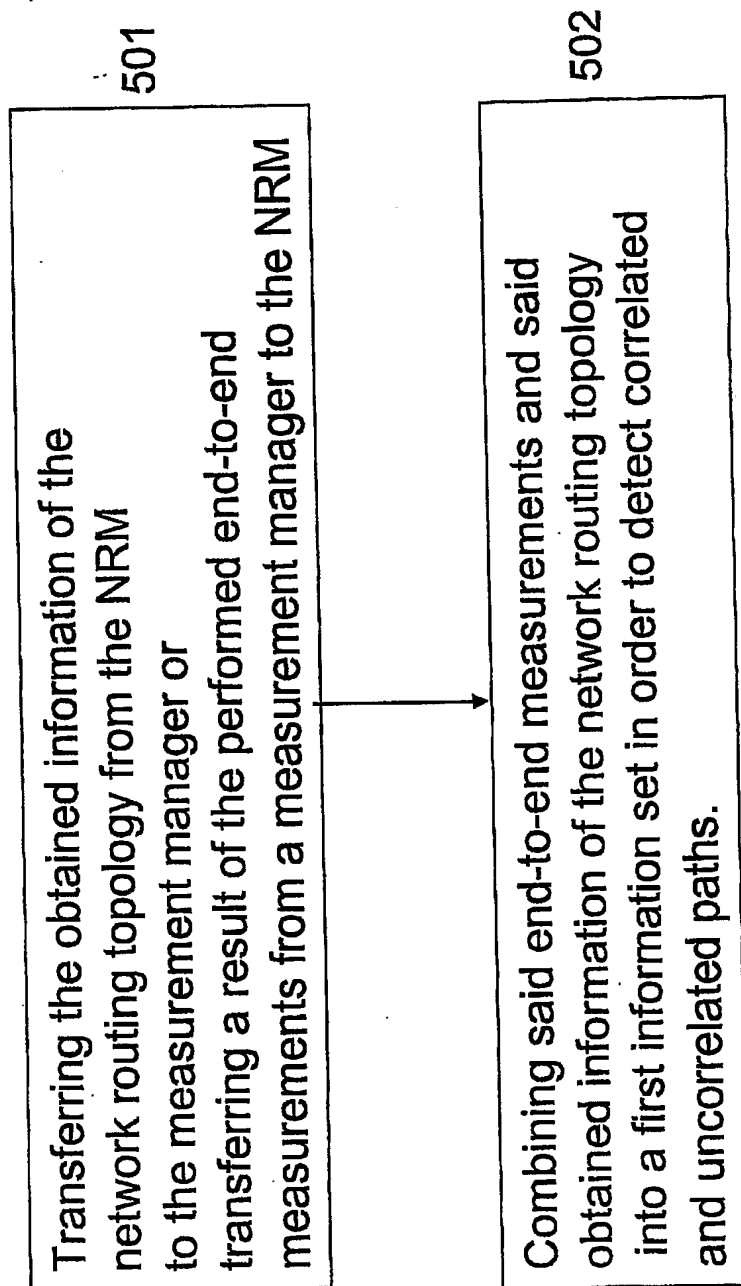 501
Transferring the obtained information of the
network routing topology from the NRM
to the measurement manager or
transferring a result of the performed end-to-end
measurements from a measurement manager to the NRM
502
Combining said end-to-end measurements and said
obtained information of the network routing topology
into a first information set in order to detect correlated
and uncorrelated paths.